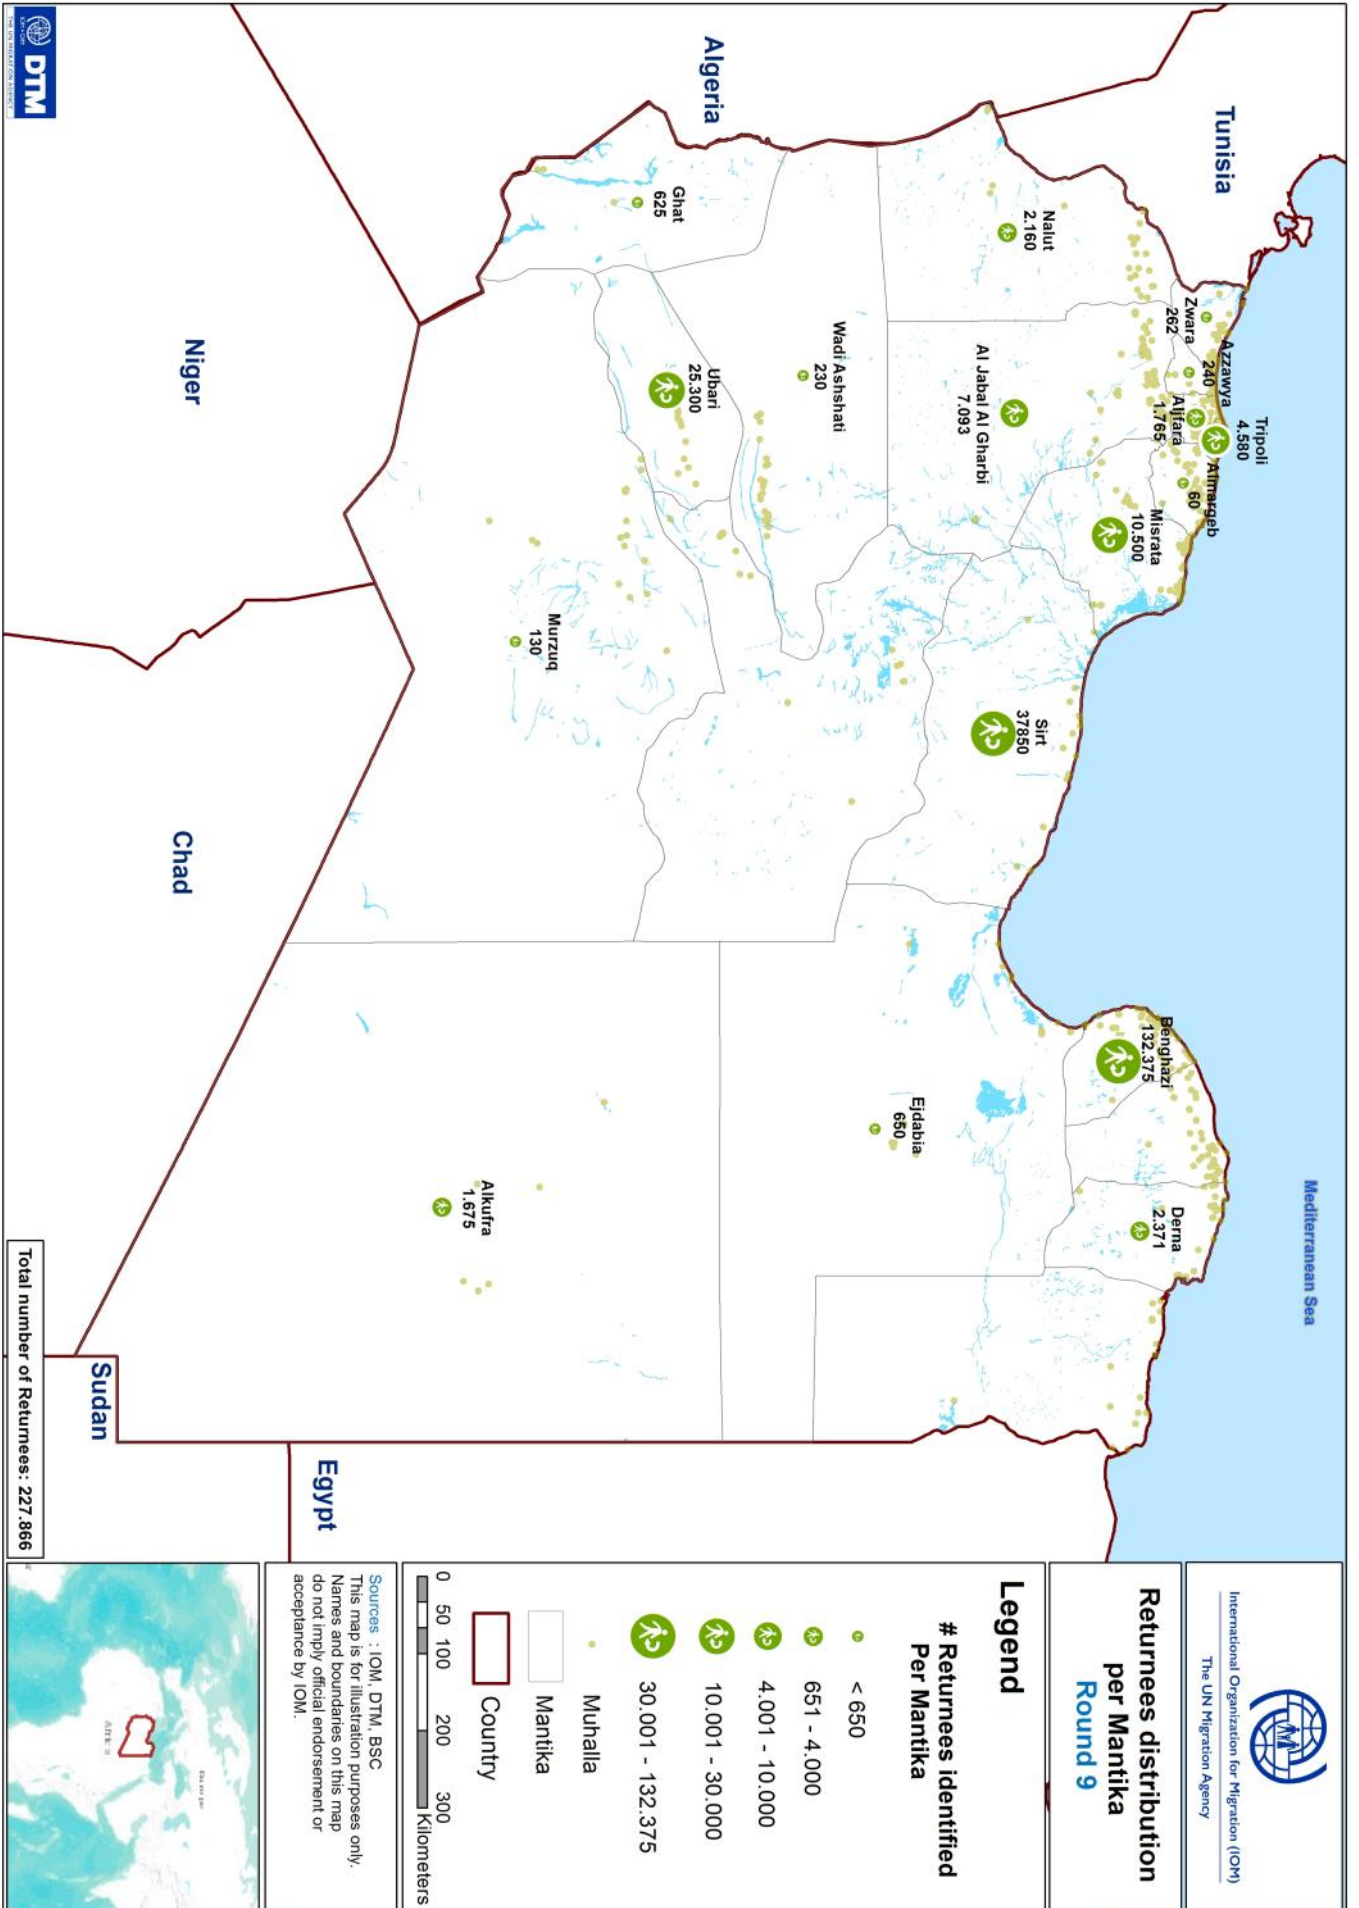 Tunisia
Algeria
Niger
Chad
Sudan
Egypt
Mediterranean Sea
Nalut
2.160
Zwara
262
Azzawya
240
Aljfara
1.765
Tripoli
4.580
Almargeb
60
Misrata
10.500
Al Jabal Al Gharbi
7.093
Wadi Ashshati
230
Ghat
625
Ubari
25.300
Murzuq
130
Sirt
37850
Benghazi
132.375
Derna
2.371
Ejdabia
650
Alkufra
1.675
DTM
THE UN MIGRATION AGENCY
Total number of Returnees: 227.866
International Organization for Migration (IOM)
The UN Migration Agency
Returnees distribution
per Mantika
Round 9
Legend
# Returnees identified
Per Mantika
< 650
651 - 4.000
4.001 - 10.000
10.001 - 30.000
30.001 - 132.375
Muhalla
Mantika
Country
0 50 100 200 300
Kilometers
Sources : IOM, DTM, BSC
This map is for illustration purposes only.
Names and boundaries on this map
do not imply official endorsement or
acceptance by IOM.